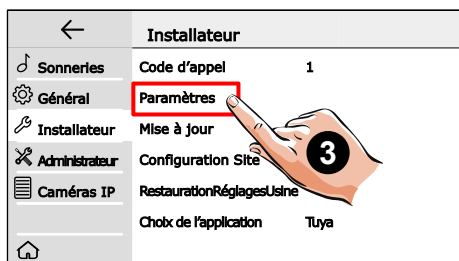 Installateur
Sonneries
Général
Installateur
Administrateur
Caméras IP
Code d'appel 1
Paramètres
Mise à jour
Configuration Site
RestaurationRéglagesUsine
Choix de l'application Tuya
3